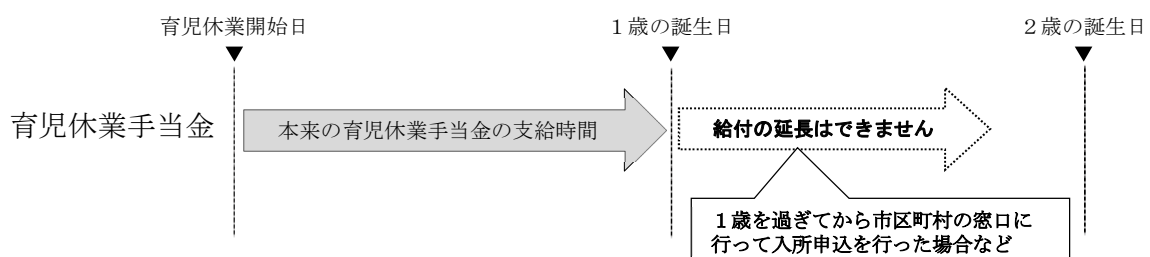 育児休業開始日
１歳の誕生日
２歳の誕生日
育児休業手当金
本来の育児休業手当金の支給時間
給付の延長はできません
１歳を過ぎてから市区町村の窓口に
行って入所申込を行った場合など